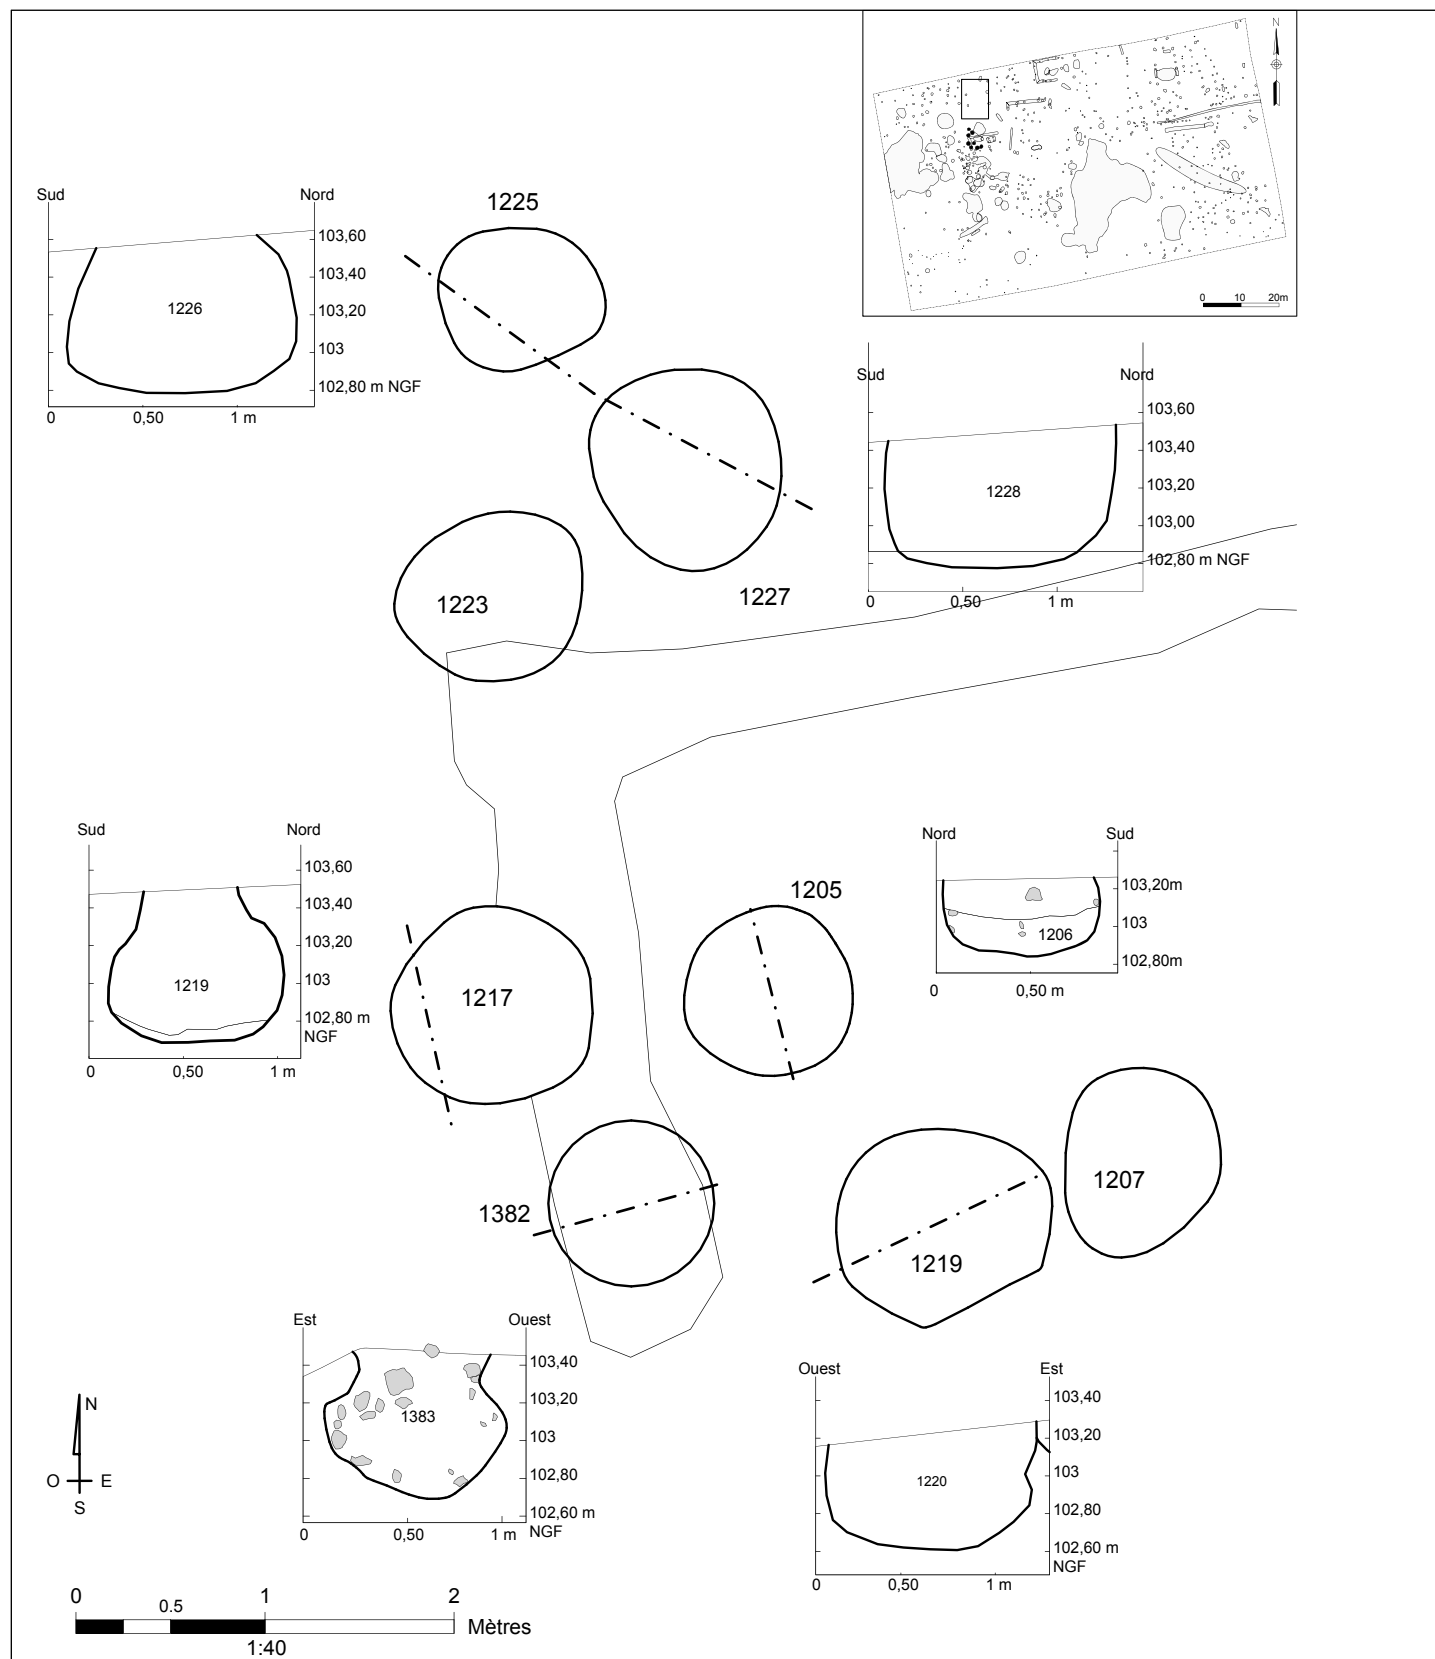 N
0 10 20m
Sud Nord
103,60
103,40
103,20
103
102,80 m NGF
1226
0 0,50 1 m
1225
Sud Nord
103,60
103,40
103,20
103,00
102,80 m NGF
1228
0 0,50 1 m
1227
1223
Sud Nord
103,60
103,40
103,20
103
102,80 m
NGF
1219
0 0,50 1 m
1217
1205
Nord Sud
103,20m
103
102,80m
1206
0 0,50 m
1207
1382
1219
Est Ouest
103,40
103,20
103
102,80
102,60 m
NGF
1383
0 0,50 1 m
Ouest Est
103,40
103,20
103
102,80
102,60 m
NGF
1220
0 0,50 1 m
N
O E
S
0 0.5 1 2
Mètres
1:40